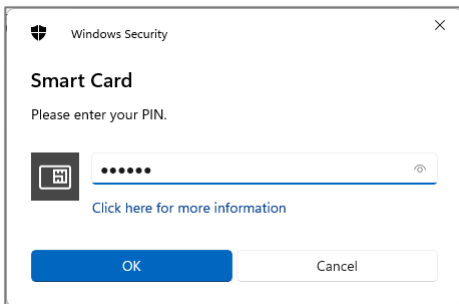 Windows Security
Smart Card
Please enter your PIN.
••••••
Click here for more information
OK
Cancel